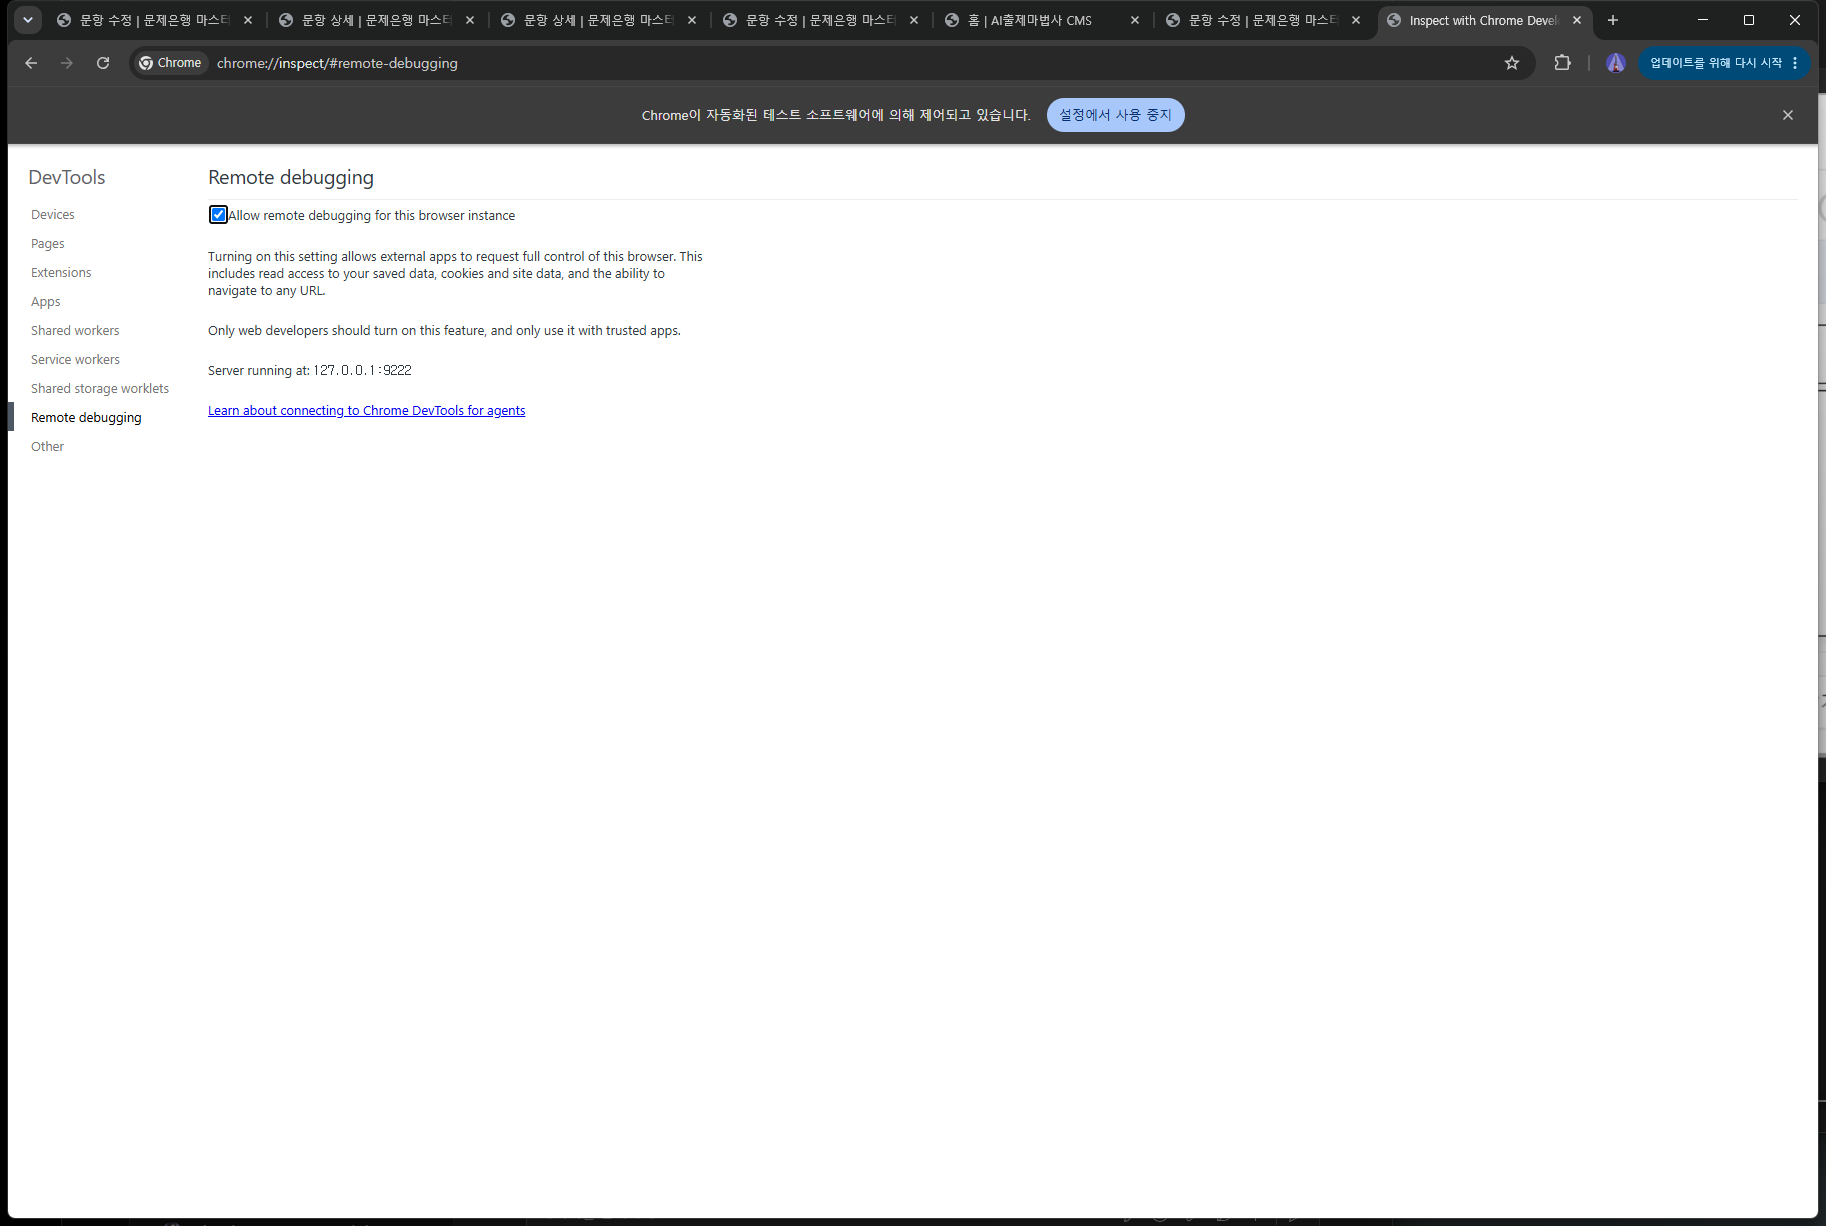 문항 수정 | 문제은행 마스터
문항 상세 | 문제은행 마스터
문항 상세 | 문제은행 마스터
문항 수정 | 문제은행 마스터
홈 | AI출제마법사 CMS
문항 수정 | 문제은행 마스터
Inspect with Chrome Devel
Chrome
chrome://inspect/#remote-debugging
업데이트를 위해 다시 시작
Chrome이 자동화된 테스트 소프트웨어에 의해 제어되고 있습니다.
설정에서 사용 중지
DevTools
Devices
Pages
Extensions
Apps
Shared workers
Service workers
Shared storage worklets
Remote debugging
Other
Remote debugging
Allow remote debugging for this browser instance
Turning on this setting allows external apps to request full control of this browser. This
includes read access to your saved data, cookies and site data, and the ability to
navigate to any URL.
Only web developers should turn on this feature, and only use it with trusted apps.
Server running at: 127.0.0.1:9222
Learn about connecting to Chrome DevTools for agents